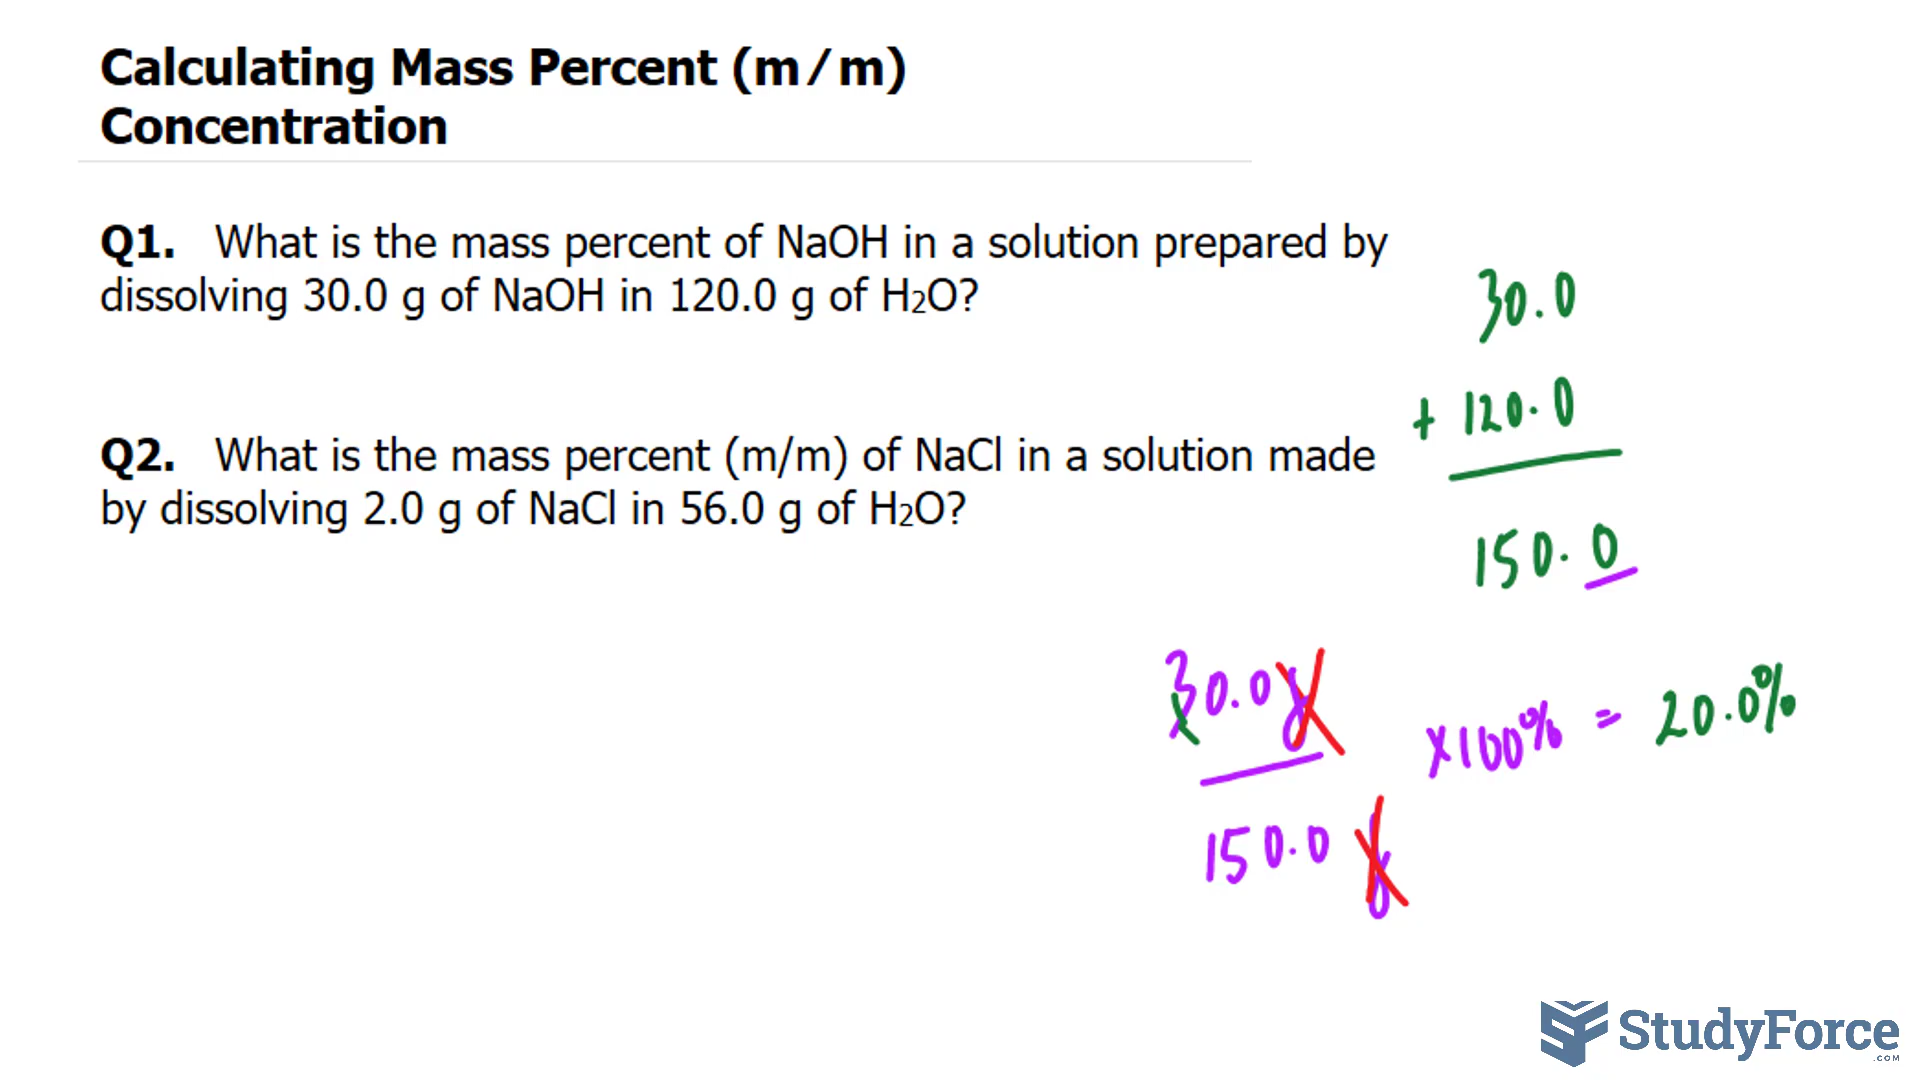 Calculating Mass Percent (m/m)
Concentration
Q1. What is the mass percent of NaOH in a solution prepared by
dissolving 30.0 g of NaOH in 120.0 g of H₂O?
Q2. What is the mass percent (m/m) of NaCl in a solution made
by dissolving 2.0 g of NaCl in 56.0 g of H₂O?
30.0
+ 120.0
150.0
30.0 g
150.0 g
×100% = 20.0%
StudyForce
.COM